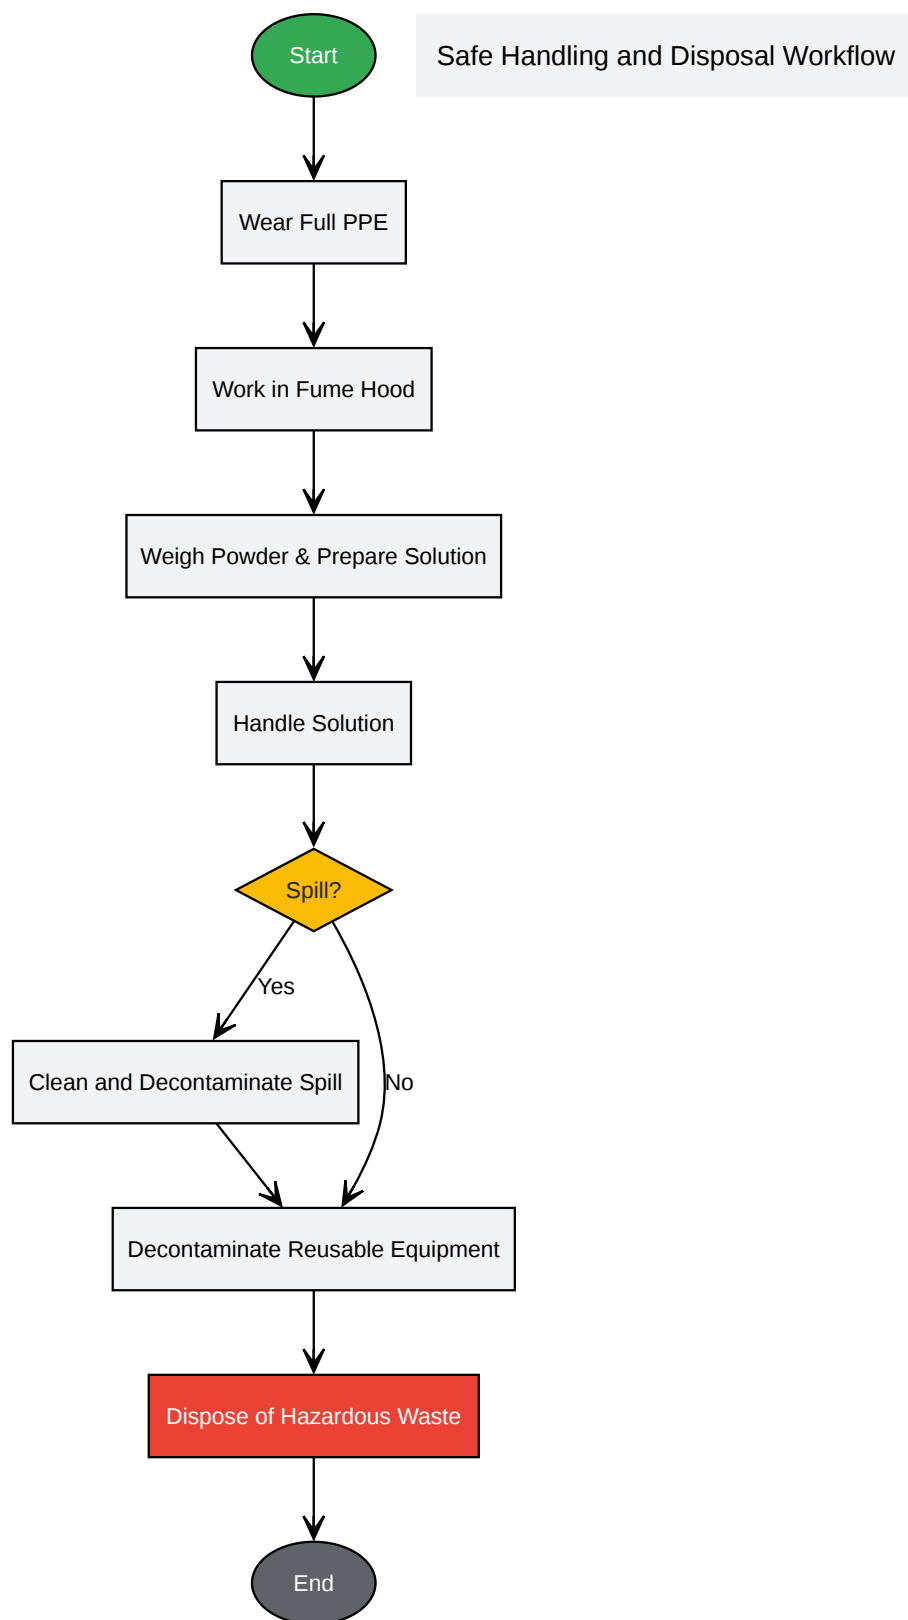 Start
Safe Handling and Disposal Workflow
Wear Full PPE
Work in Fume Hood
Weigh Powder & Prepare Solution
Handle Solution
Spill?
Yes
Clean and Decontaminate Spill
No
Decontaminate Reusable Equipment
Dispose of Hazardous Waste
End